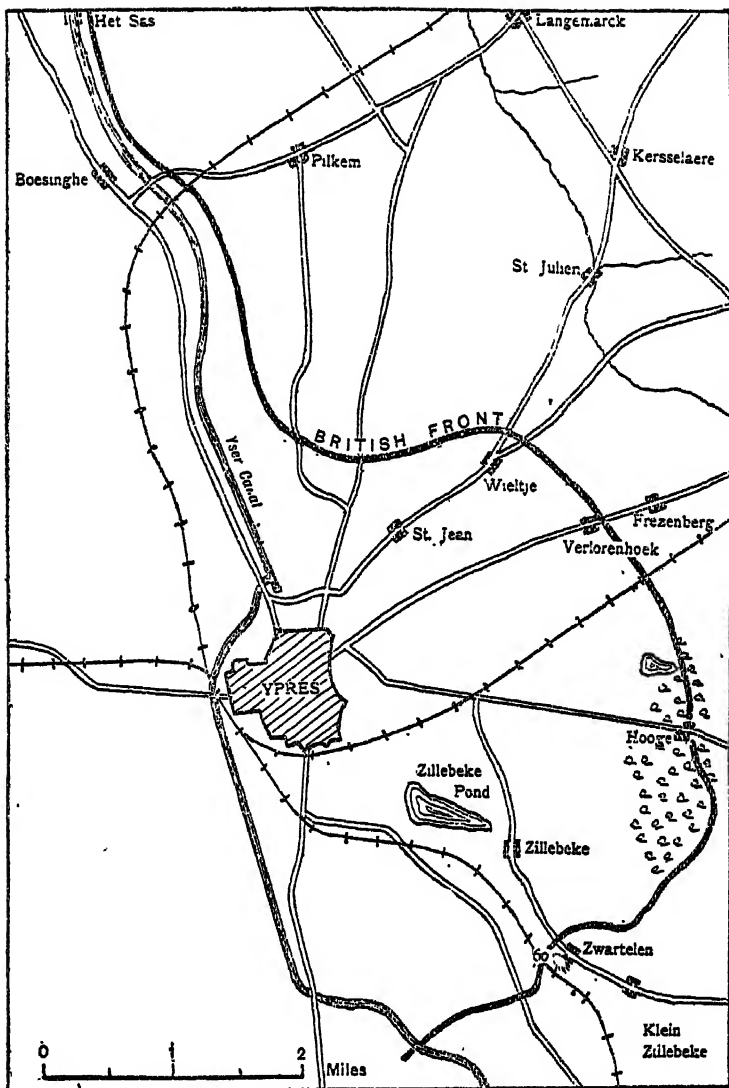 Het Sas
Langemarck
Boesinghe
Pilkem
Kersselaere
St Julien
BRITISH FRONT
Yser Canal
Wieltje
St. Jean
Frezenberg
Verlorenhoek
YPRES
Hooge
Zillebeke
Pond
Zillebeke
60
Zwartelen
Klein
Zillebeke
0 1 2
Miles